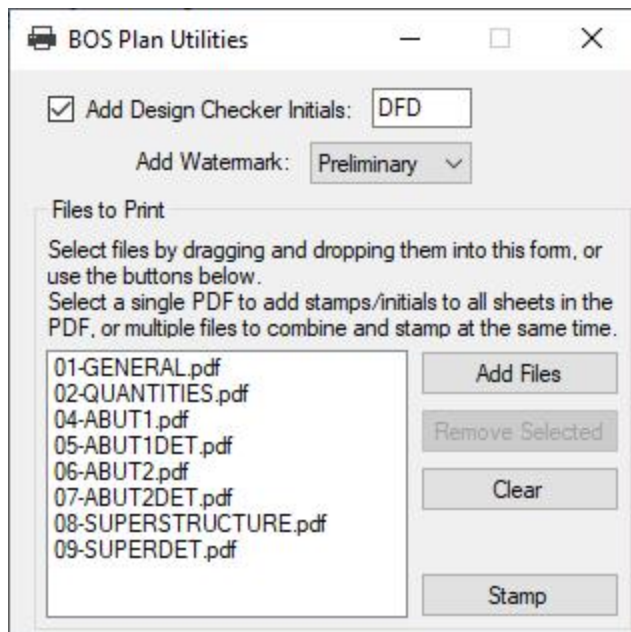 BOS Plan Utilities
Add Design Checker Initials: DFD
Add Watermark: Preliminary
Files to Print
Select files by dragging and dropping them into this form, or
use the buttons below.
Select a single PDF to add stamps/initials to all sheets in the
PDF, or multiple files to combine and stamp at the same time.
01-GENERAL.pdf
02-QUANTITIES.pdf
04-ABUT1.pdf
05-ABUT1DET.pdf
06-ABUT2.pdf
07-ABUT2DET.pdf
08-SUPERSTRUCTURE.pdf
09-SUPERDET.pdf
Add Files
Remove Selected
Clear
Stamp